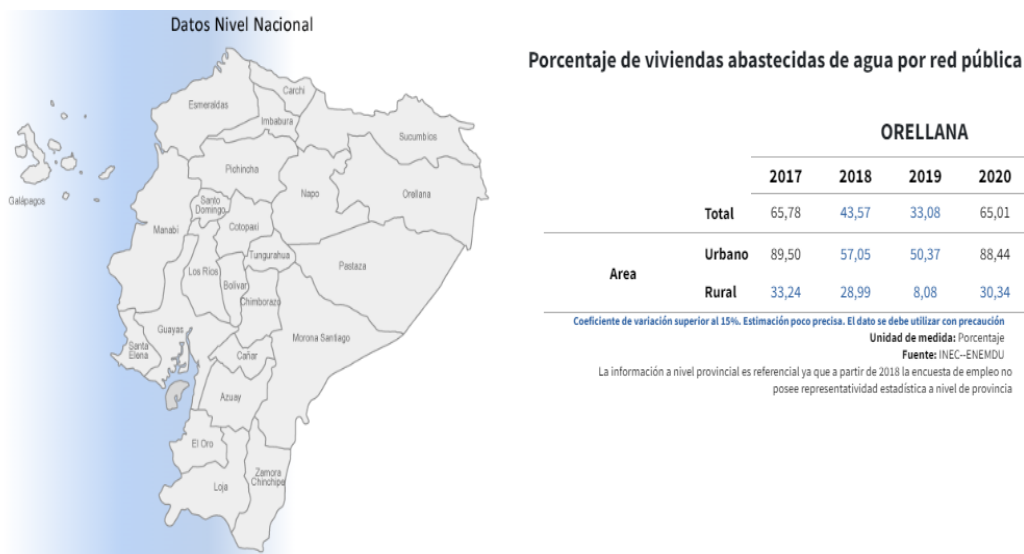 Datos Nivel Nacional
Carchi
Esmeraldas
Imbabura
Sucumbíos
Pichincha
Galápagos
Napo
Orellana
Santo
Domingo
Manabí
Cotopaxi
Tungurahua
Pastaza
Los Ríos
Bolivar
Chimborazo
Guayas
Santa
Elena
Morona Santiago
Cañar
Azuay
El Oro
Zamora
Chinchipe
Loja
Porcentaje de viviendas abastecidas de agua por red pública
ORELLANA
2017 2018 2019 2020
Total 65,78 43,57 33,08 65,01
Area
Urbano 89,50 57,05 50,37 88,44
Rural 33,24 28,99 8,08 30,34
Coeficiente de variación superior al 15%. Estimación poco precisa. El dato se debe utilizar con precaución
Unidad de medida: Porcentaje
Fuente: INEC--ENEMDU
La información a nivel provincial es referencial ya que a partir de 2018 la encuesta de empleo no
posee representatividad estadística a nivel de provincia